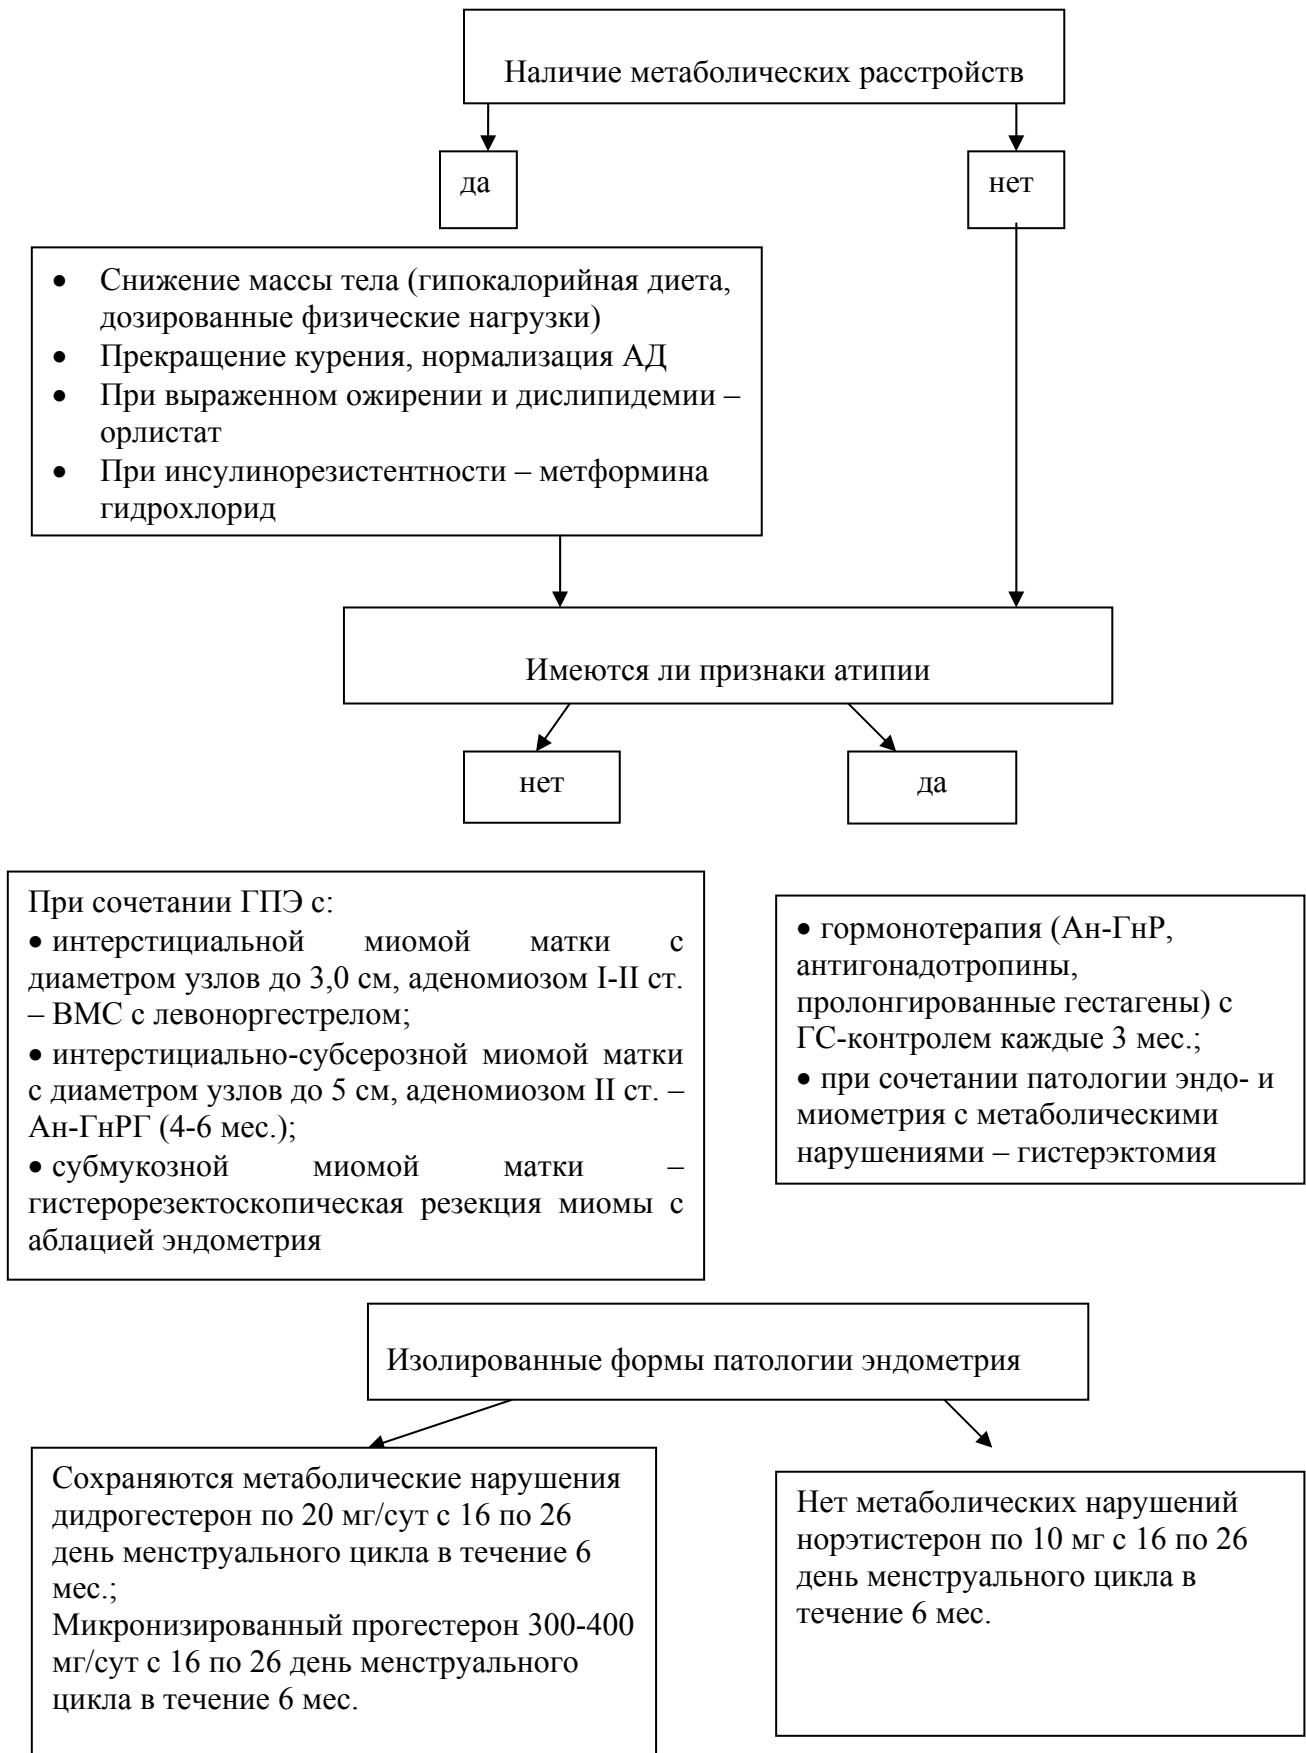 Наличие метаболических расстройств
да
нет
• Снижение массы тела (гипокалорийная диета,
дозированные физические нагрузки)
• Прекращение курения, нормализация АД
• При выраженном ожирении и дислипидемии –
орлистат
• При инсулинорезистентности – метформина
гидрохлорид
Имеются ли признаки атипии
нет
да
При сочетании ГПЭ с:
• интерстициальной миомой матки с
диаметром узлов до 3,0 см, аденомиозом I-II ст.
– ВМС с левоноргестрелом;
• интерстициально-субсерозной миомой матки
с диаметром узлов до 5 см, аденомиозом II ст. –
Ан-ГнРГ (4-6 мес.);
• субмукозной миомой матки –
гистерорезектоскопическая резекция миомы с
аблацией эндометрия
• гормонотерапия (Ан-ГнР,
антигонадотропины,
пролонгированные гестагены) с
ГС-контролем каждые 3 мес.;
• при сочетании патологии эндо- и
миометрия с метаболическими
нарушениями – гистерэктомия
Изолированные формы патологии эндометрия
Сохраняются метаболические нарушения
дидрогестерон по 20 мг/сут с 16 по 26
день менструального цикла в течение 6
мес.;
Микронизированный прогестерон 300-400
мг/сут с 16 по 26 день менструального
цикла в течение 6 мес.
Нет метаболических нарушений
норэтистерон по 10 мг с 16 по 26
день менструального цикла в
течение 6 мес.